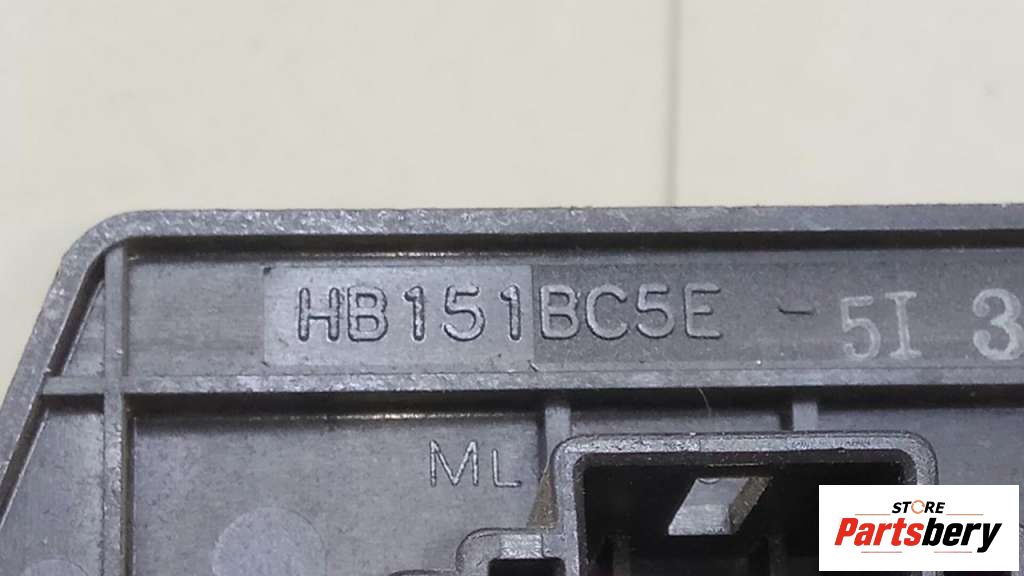 HB151BC5E - 5I 3
ML
STORE
Partsbery